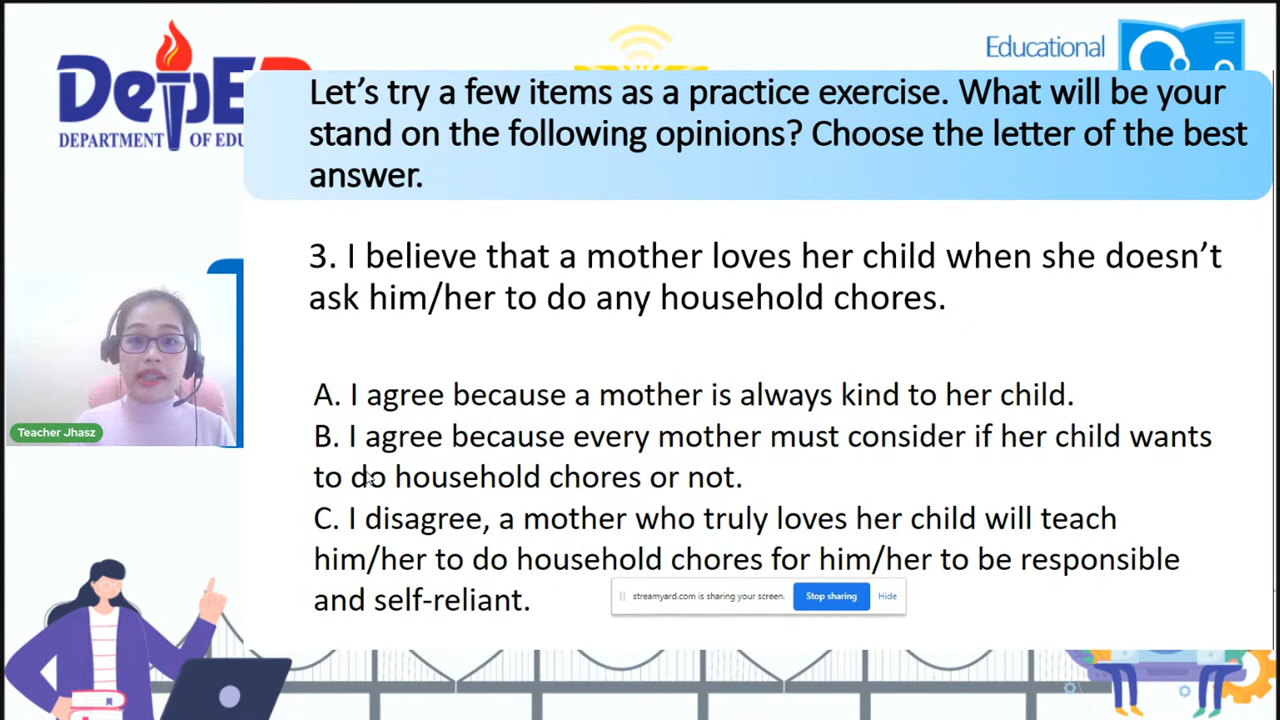 DepE
DEPARTMENT OF EDU
Educational
Let's try a few items as a practice exercise. What will be your
stand on the following opinions? Choose the letter of the best
answer.
3. I believe that a mother loves her child when she doesn't
ask him/her to do any household chores.
A. I agree because a mother is always kind to her child.
B. I agree because every mother must consider if her child wants
to do household chores or not.
C. I disagree, a mother who truly loves her child will teach
him/her to do household chores for him/her to be responsible
and self-reliant.
Teacher Jhasz
streamyard.com is sharing your screen.
Stop sharing
Hide